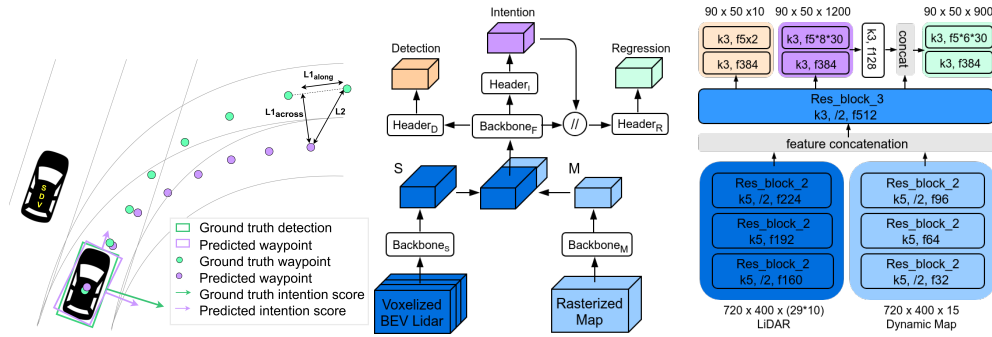 L1along
L1across
L2
SDV
Ground truth detection
Predicted waypoint
Ground truth waypoint
Predicted waypoint
Ground truth intention score
Predicted intention score
Intention
Detection
Regression
HeaderI
HeaderD
BackboneF
//
HeaderR
S
M
BackboneS
BackboneM
Voxelized
BEV Lidar
Rasterized
Map
90 x 50 x10
90 x 50 x 1200
90 x 50 x 900
k3, f5x2
k3, f384
k3, f5*8*30
k3, f384
k3, f128
concat
k3, f5*6*30
k3, f384
Res_block_3
k3, /2, f512
feature concatenation
Res_block_2
k5, /2, f224
Res_block_2
k5, f192
Res_block_2
k5, /2, f160
Res_block_2
k5, /2, f96
Res_block_2
k5, f64
Res_block_2
k5, /2, f32
720 x 400 x (29*10)
LiDAR
720 x 400 x 15
Dynamic Map